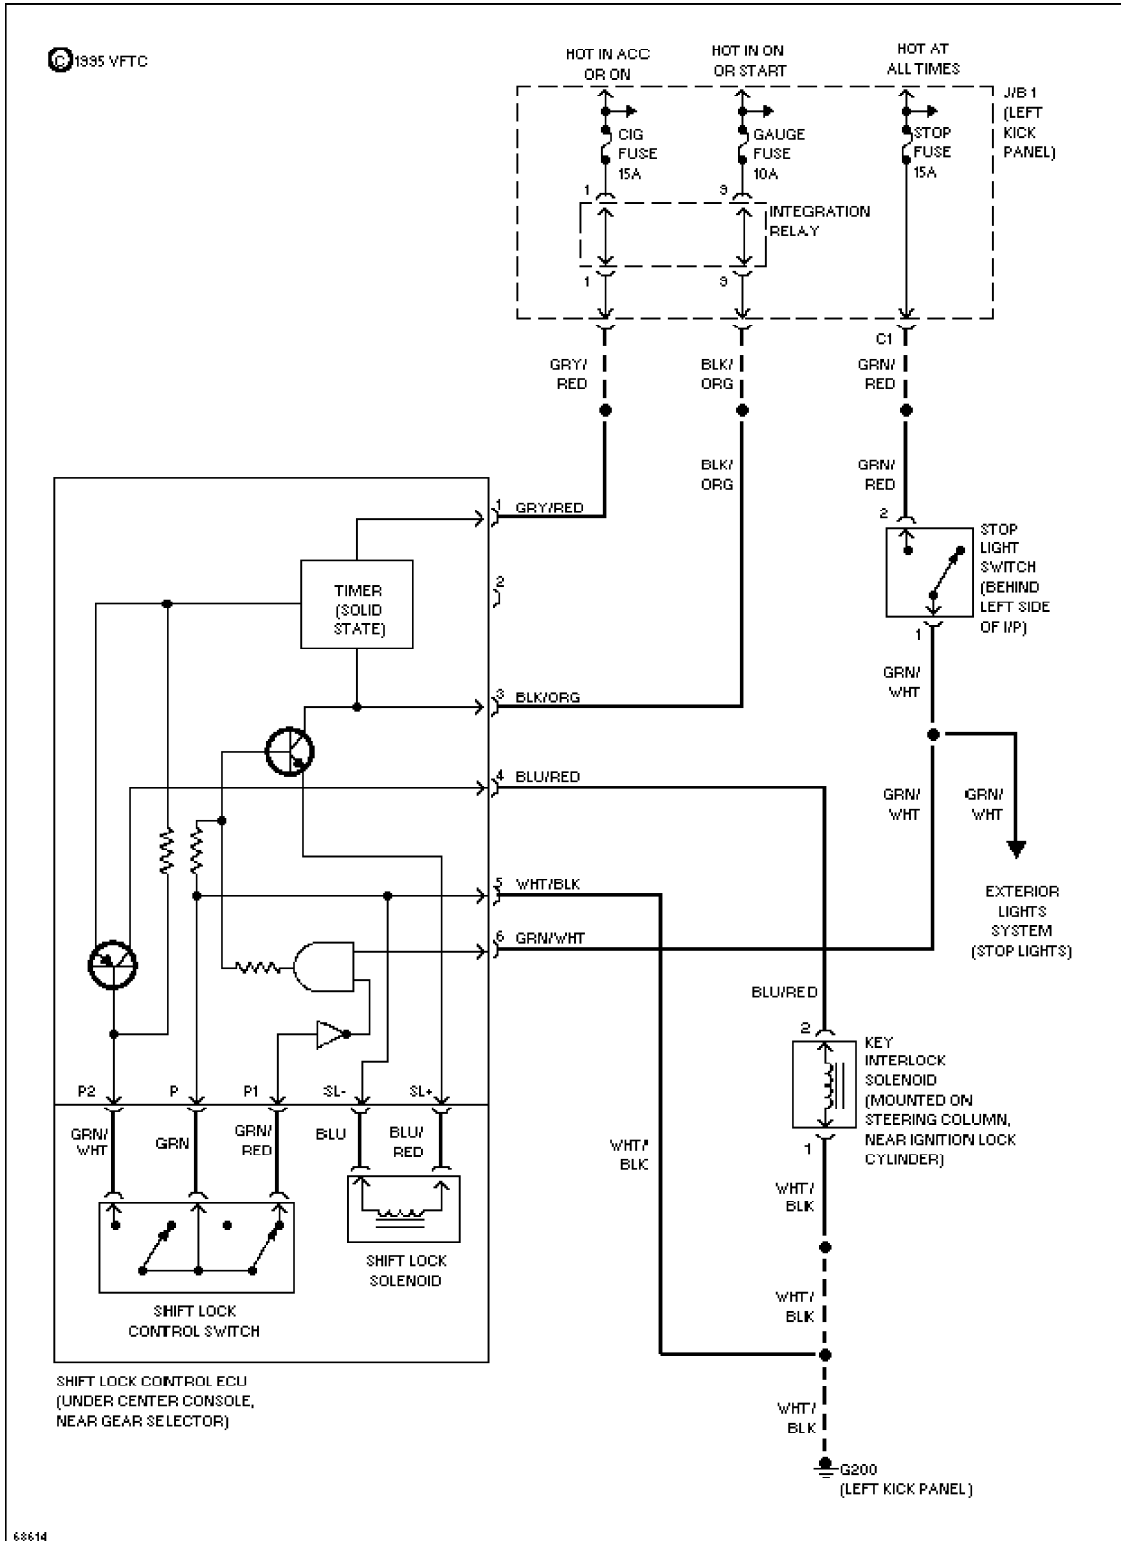 © 1995 VFTC
HOT IN ACC
OR ON
HOT IN ON
OR START
HOT AT
ALL TIMES
J/B 1
(LEFT
KICK
PANEL)
CIG
FUSE
15A
GAUGE
FUSE
10A
STOP
FUSE
15A
1
9
INTEGRATION
RELAY
1
9
C1
GRY/
RED
BLK/
ORG
GRN/
RED
BLK/
ORG
GRN/
RED
1
GRY/RED
2
STOP
LIGHT
SWITCH
(BEHIND
LEFT SIDE
OF I/P)
TIMER
(SOLID
STATE)
2
1
GRN/
WHT
3
BLK/ORG
4
BLU/RED
GRN/
WHT
GRN/
WHT
5
WHT/BLK
EXTERIOR
LIGHTS
SYSTEM
(STOP LIGHTS)
6
GRN/WHT
BLU/RED
2
KEY
INTERLOCK
SOLENOID
(MOUNTED ON
STEERING COLUMN,
NEAR IGNITION LOCK
CYLINDER)
1
P2
P
P1
SL-
SL+
GRN/
WHT
GRN
GRN/
RED
BLU
BLU/
RED
WHT/
BLK
WHT/
BLK
SHIFT LOCK
SOLENOID
SHIFT LOCK
CONTROL SWITCH
WHT/
BLK
SHIFT LOCK CONTROL ECU
(UNDER CENTER CONSOLE,
NEAR GEAR SELECTOR)
WHT/
BLK
G200
(LEFT KICK PANEL)
68614